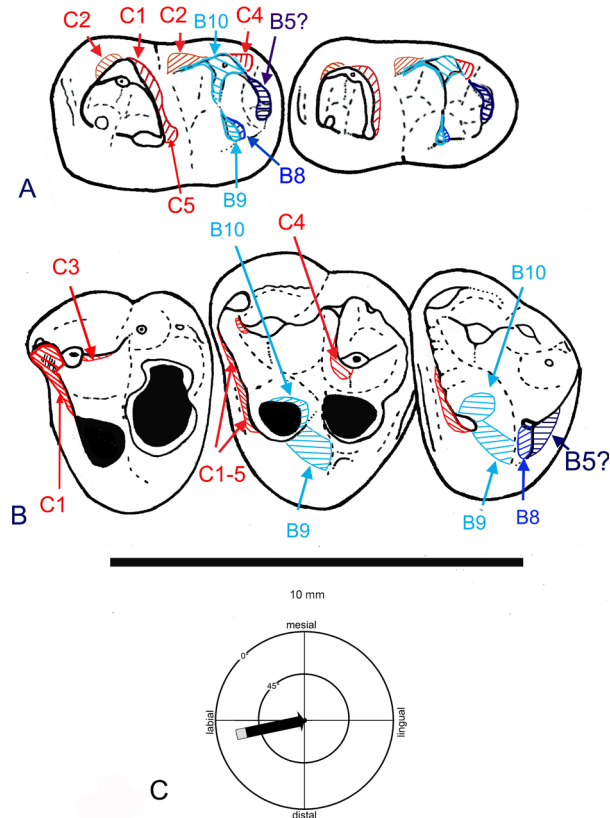 C2 C1 C2 B10 C4 B5?
A
C5 B9 B8
B10 C4
C3 B10
C1 C1-5 B9 B8 B5?
B
10 mm
mesial
0°
45°
labial lingual
distal
C